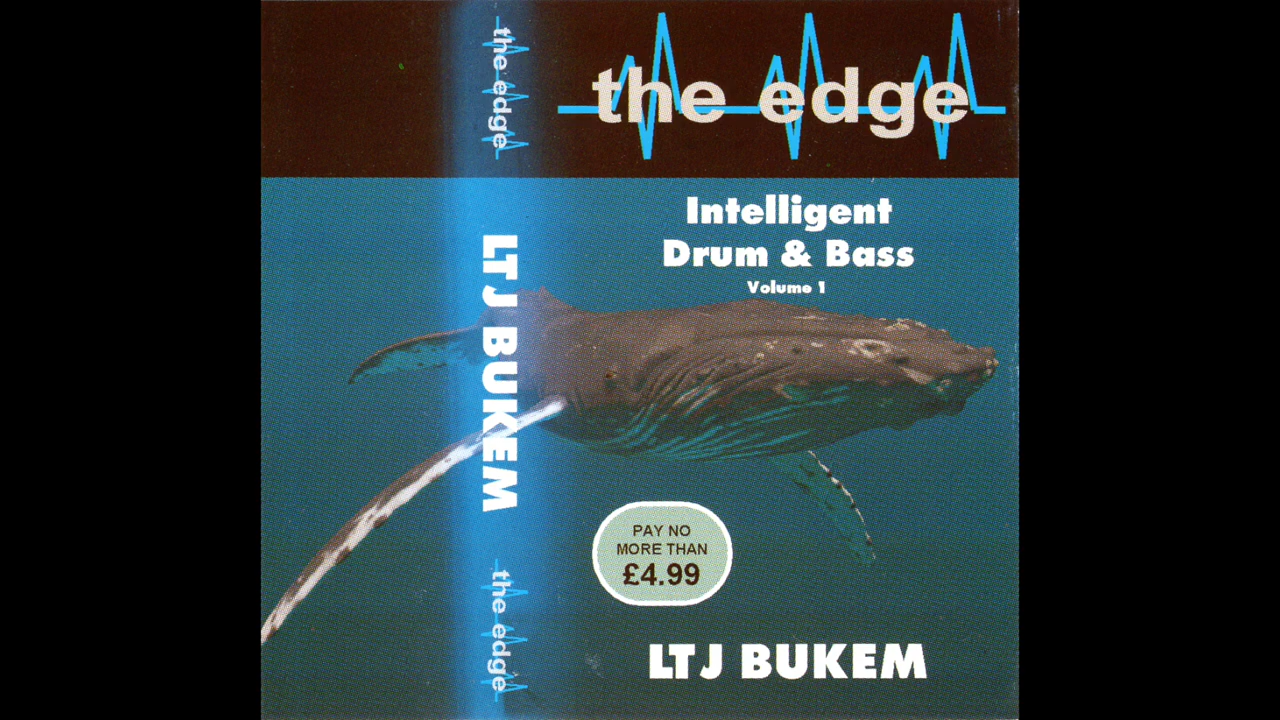 the edge
LTJ BUKEM
the edge
the edge
Intelligent
Drum & Bass
Volume 1
PAY NO
MORE THAN
£4.99
LTJ BUKEM